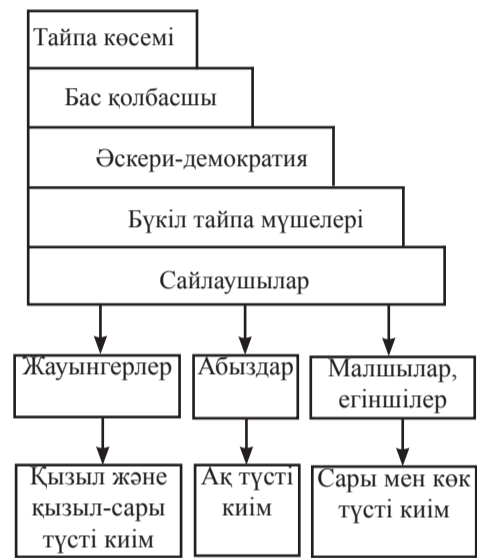 Тайпа көсемі
Бас қолбасшы
Әскери-демократия
Бүкіл тайпа мүшелері
Сайлаушылар
Жауынгерлер
Абыздар
Малшылар,
егіншілер
Қызыл және
қызыл-сары
түсті киім
Ақ түсті
киім
Сары мен көк
түсті киім